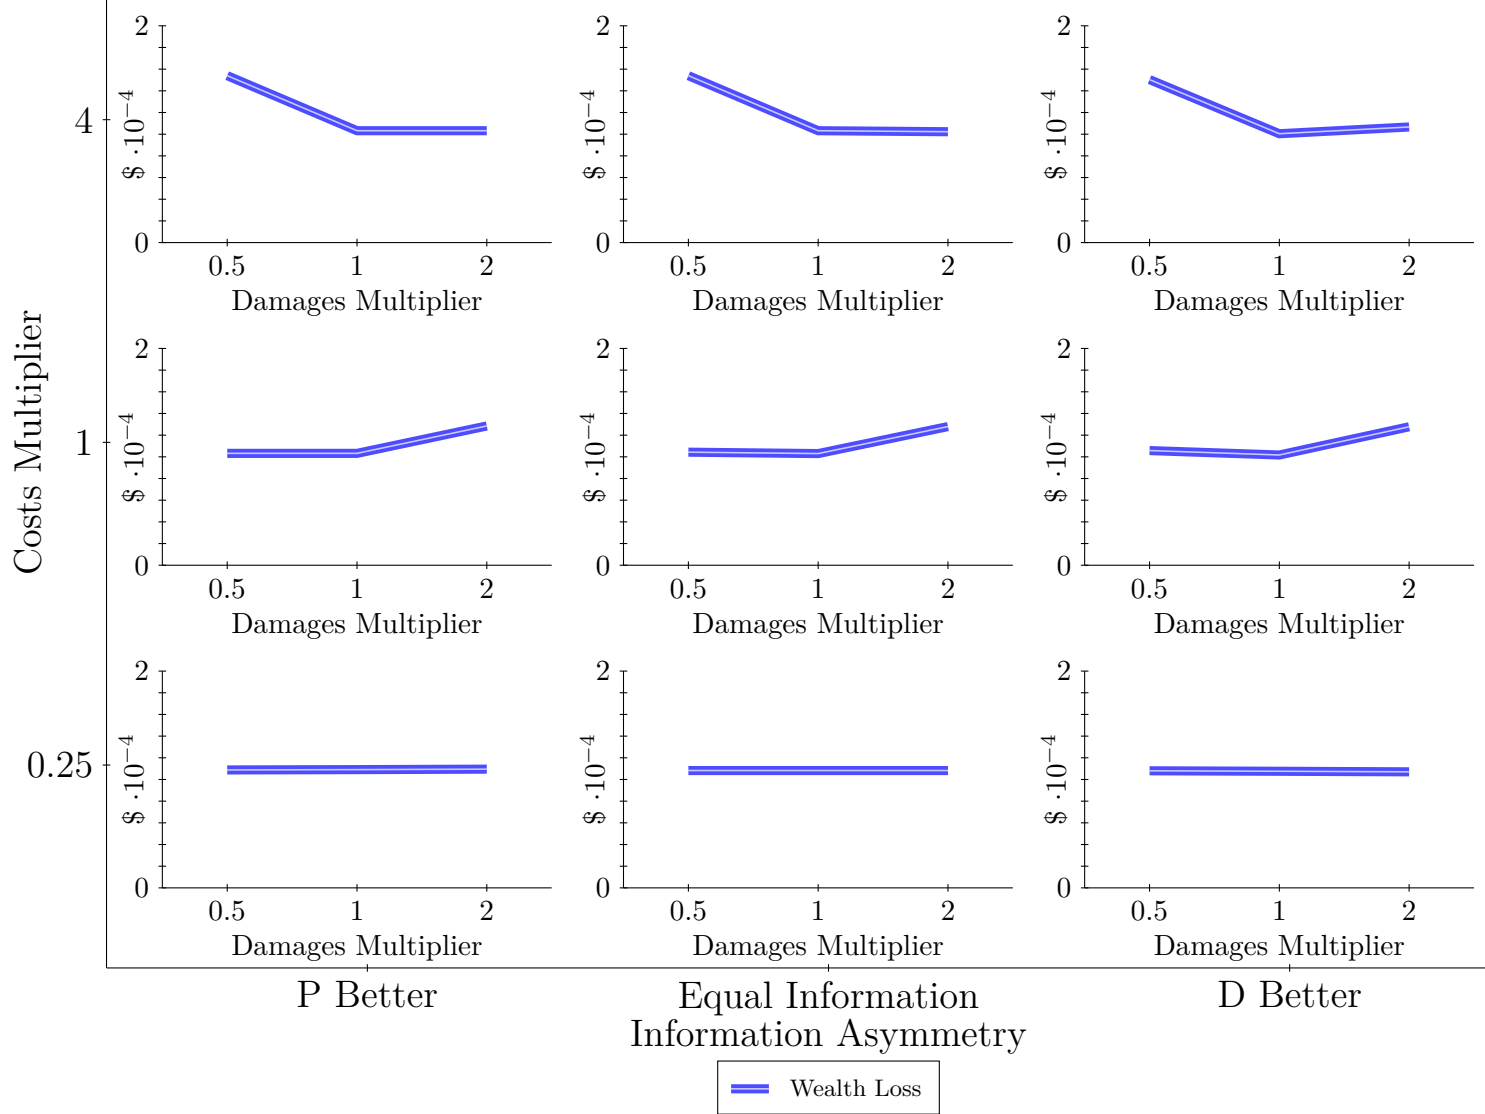 Costs Multiplier
4
2
0
$ ·10⁻⁴
0.5 1 2
Damages Multiplier
2
0
$ ·10⁻⁴
0.5 1 2
Damages Multiplier
2
0
$ ·10⁻⁴
0.5 1 2
Damages Multiplier
1
2
0
$ ·10⁻⁴
0.5 1 2
Damages Multiplier
2
0
$ ·10⁻⁴
0.5 1 2
Damages Multiplier
2
0
$ ·10⁻⁴
0.5 1 2
Damages Multiplier
0.25
2
0
$ ·10⁻⁴
0.5 1 2
Damages Multiplier
2
0
$ ·10⁻⁴
0.5 1 2
Damages Multiplier
2
0
$ ·10⁻⁴
0.5 1 2
Damages Multiplier
P Better
Equal Information
D Better
Information Asymmetry
Wealth Loss